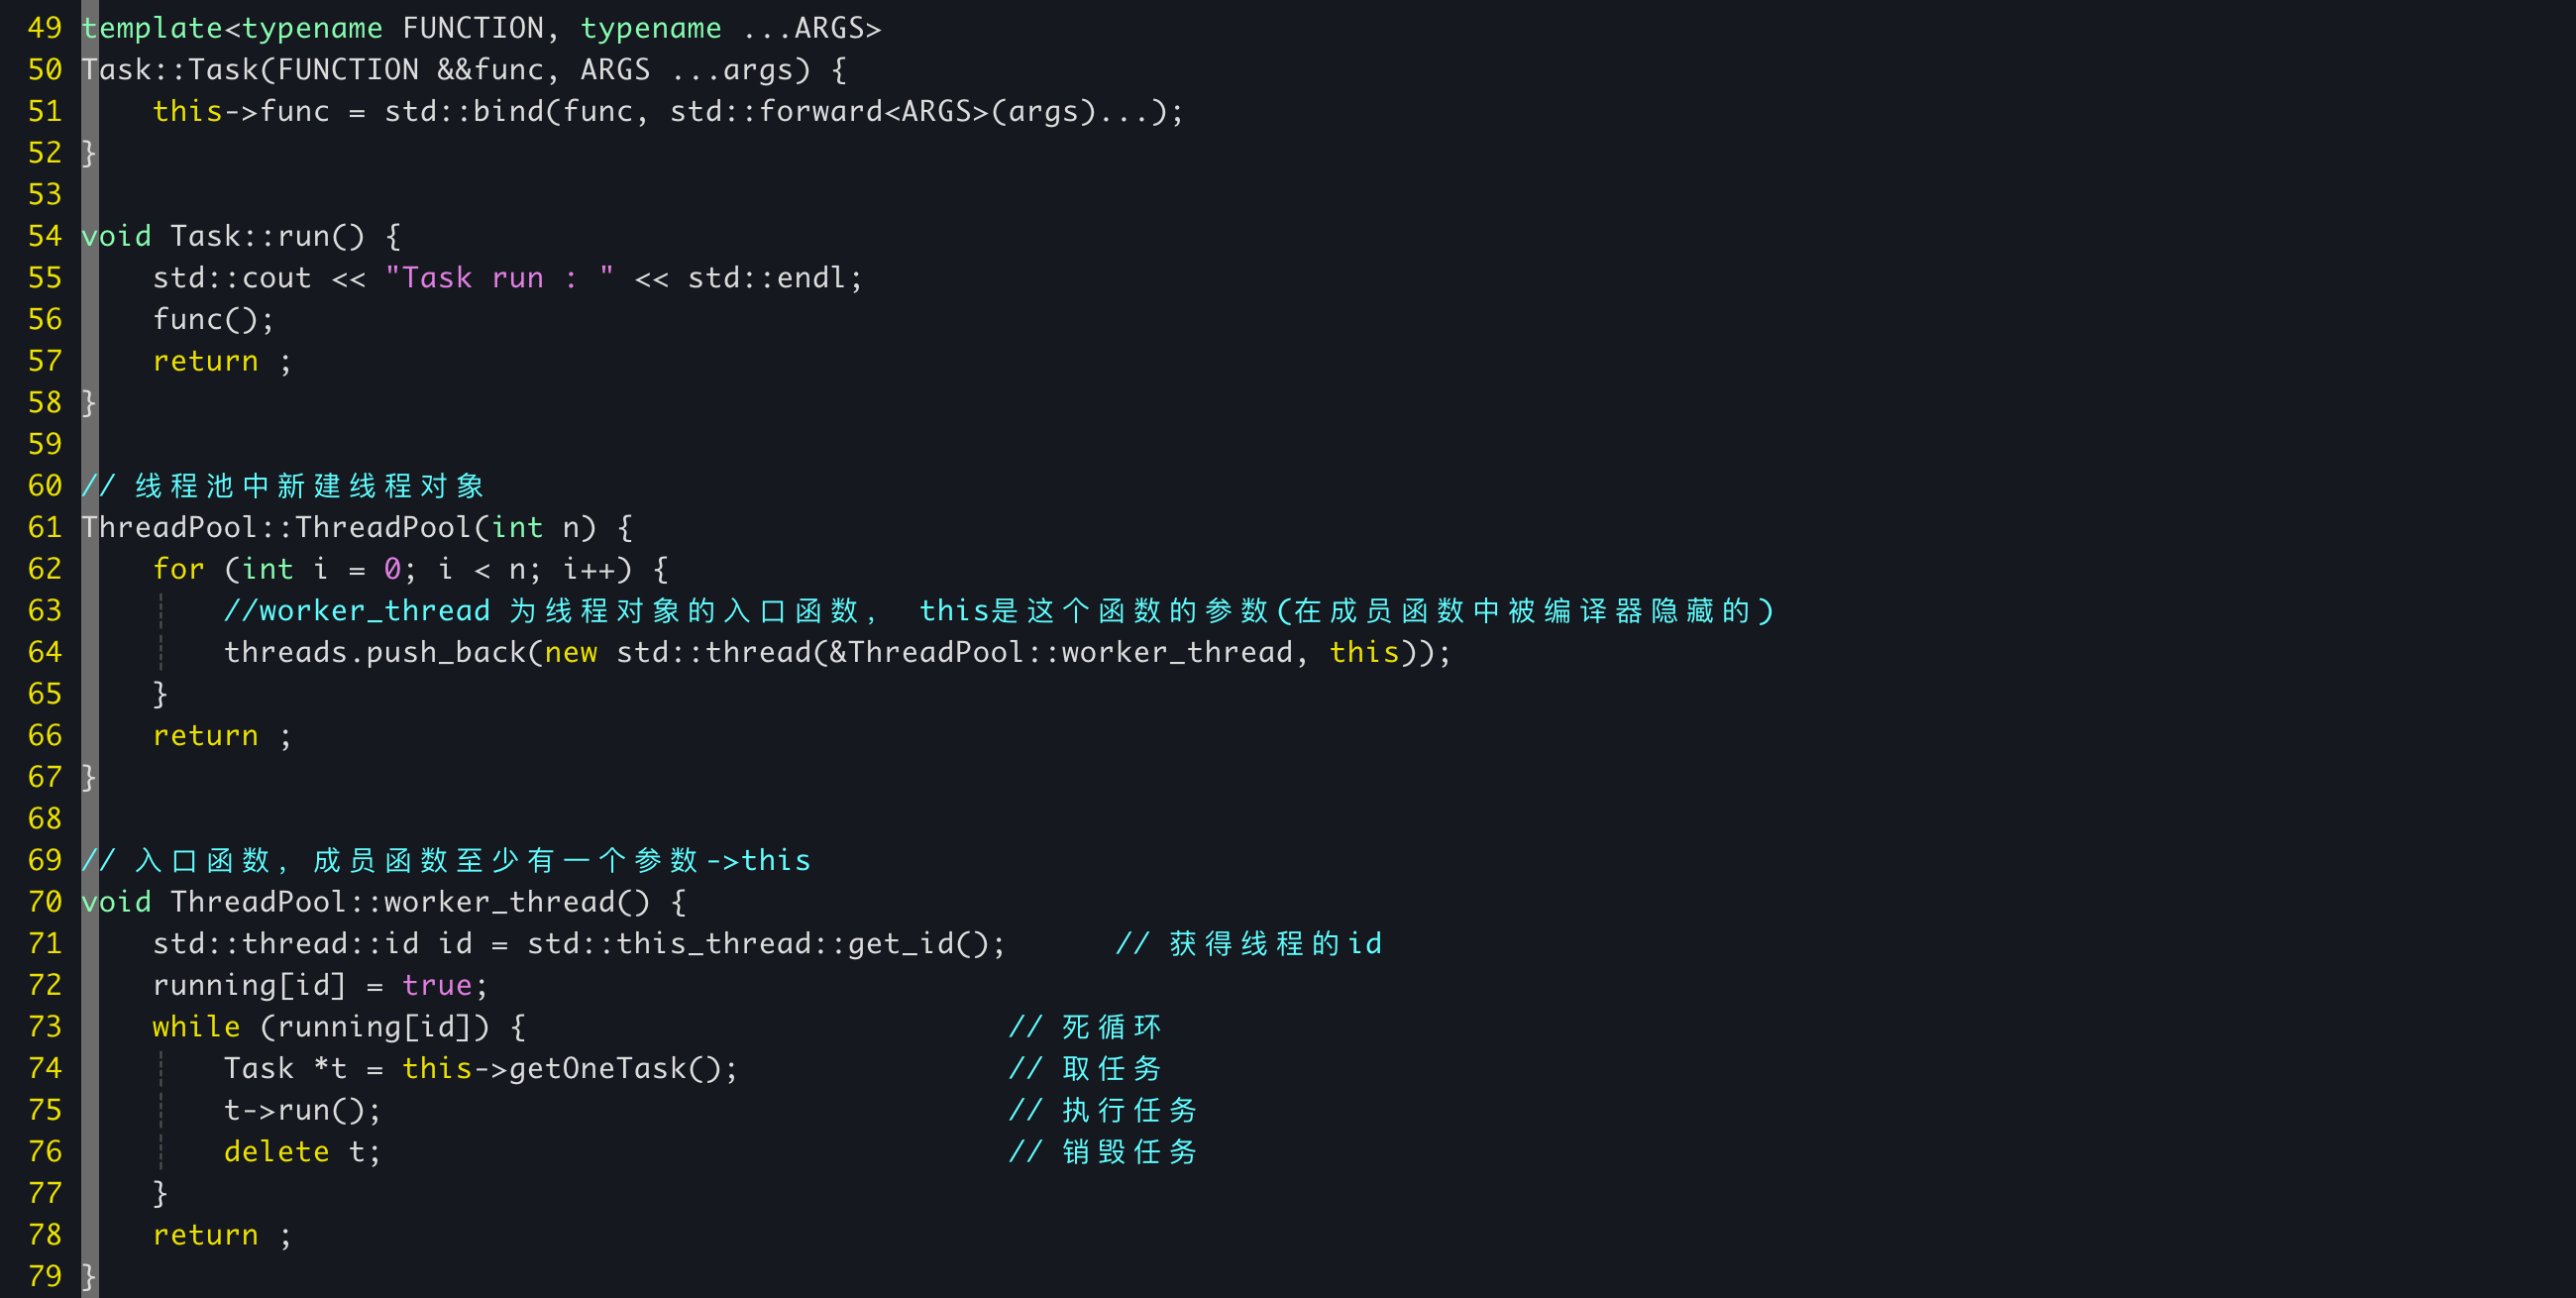 49 template<typename FUNCTION, typename ...ARGS>
50 Task::Task(FUNCTION &&func, ARGS ...args) {
51     this->func = std::bind(func, std::forward<ARGS>(args)...);
52 }
53
54 void Task::run() {
55     std::cout << "Task run : " << std::endl;
56     func();
57     return ;
58 }
59
60 // 线程池中新建线程对象
61 ThreadPool::ThreadPool(int n) {
62     for (int i = 0; i < n; i++) {
63         //worker_thread 为线程对象的入口函数， this是这个函数的参数(在成员函数中被编译器隐藏的)
64         threads.push_back(new std::thread(&ThreadPool::worker_thread, this));
65     }
66     return ;
67 }
68
69 // 入口函数，成员函数至少有一个参数->this
70 void ThreadPool::worker_thread() {
71     std::thread::id id = std::this_thread::get_id();      // 获得线程的id
72     running[id] = true;
73     while (running[id]) {                           // 死循环
74         Task *t = this->getOneTask();               // 取任务
75         t->run();                                   // 执行任务
76         delete t;                                   // 销毁任务
77     }
78     return ;
79 }